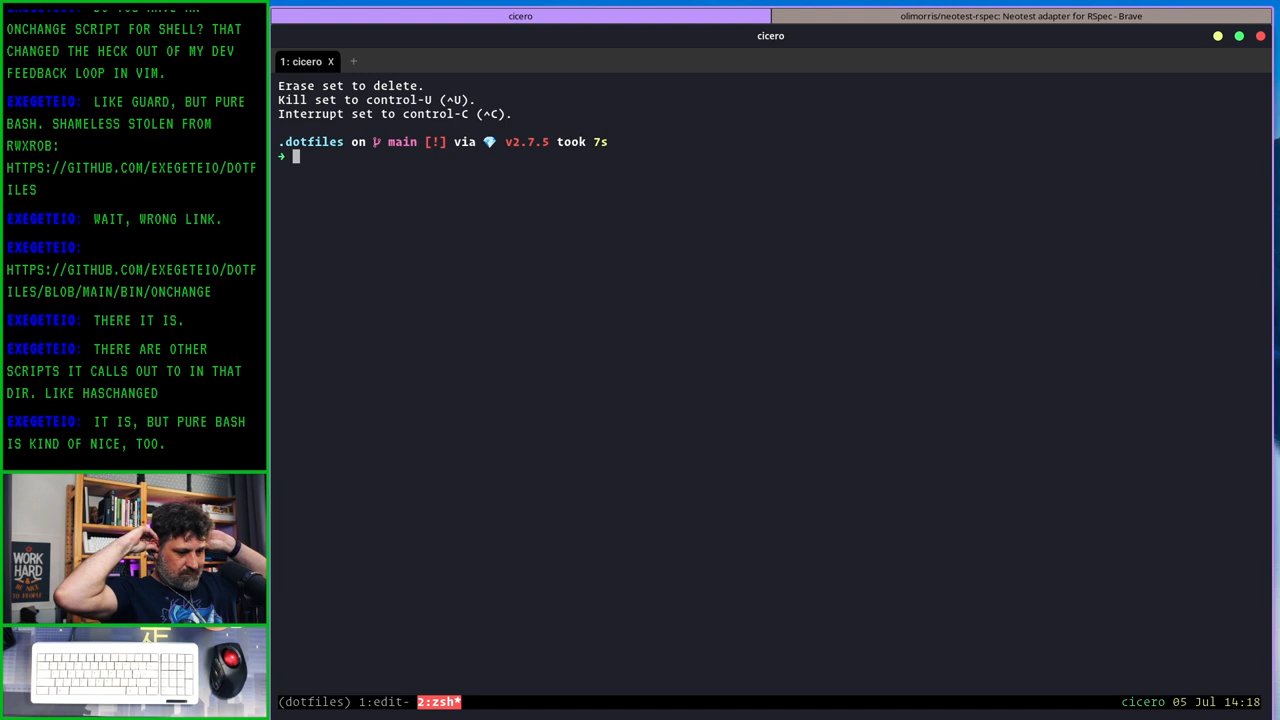 ONCHANGE SCRIPT FOR SHELL? THAT
CHANGED THE HECK OUT OF MY DEV
FEEDBACK LOOP IN VIM.
EXEGETEIO: LIKE GUARD, BUT PURE
BASH. SHAMELESS STOLEN FROM
RWXROB:
HTTPS://GITHUB.COM/EXEGETEIO/DOTF
ILES
EXEGETEIO: WAIT, WRONG LINK.
EXEGETEIO:
HTTPS://GITHUB.COM/EXEGETEIO/DOTF
ILES/BLOB/MAIN/BIN/ONCHANGE
EXEGETEIO: THERE IT IS.
EXEGETEIO: THERE ARE OTHER
SCRIPTS IT CALLS OUT TO IN THAT
DIR. LIKE HASCHANGED
EXEGETEIO: IT IS, BUT PURE BASH
IS KIND OF NICE, TOO.
WORK
HARD
cicero
olimorris/neotest-rspec: Neotest adapter for RSpec - Brave
cicero
1: cicero X +
Erase set to delete.
Kill set to control-U (^U).
Interrupt set to control-C (^C).
.dotfiles on main [!] via 💎 v2.7.5 took 7s
➜
(dotfiles) 1:edit- 2:zsh*
cicero 05 Jul 14:18